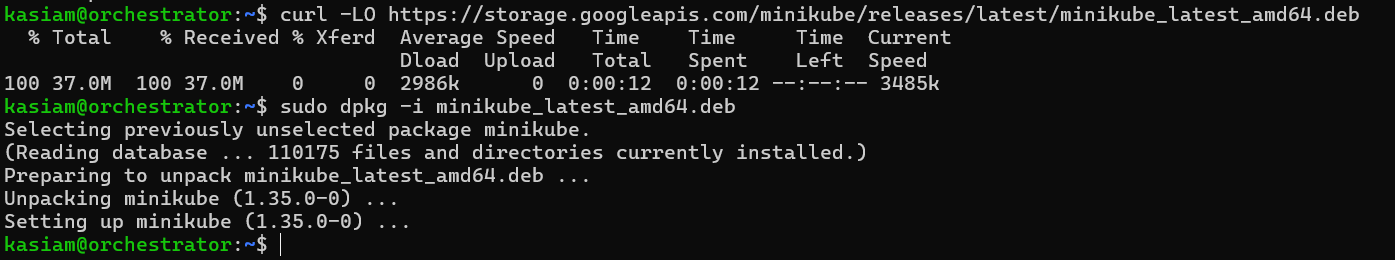 kasiam@orchestrator:~$ curl -LO https://storage.googleapis.com/minikube/releases/latest/minikube_latest_amd64.deb
  % Total    % Received % Xferd  Average Speed   Time    Time     Time  Current
                                 Dload  Upload   Total   Spent    Left  Speed
100 37.0M  100 37.0M    0     0  2986k      0  0:00:12  0:00:12 --:--:-- 3485k
kasiam@orchestrator:~$ sudo dpkg -i minikube_latest_amd64.deb
Selecting previously unselected package minikube.
(Reading database ... 110175 files and directories currently installed.)
Preparing to unpack minikube_latest_amd64.deb ...
Unpacking minikube (1.35.0-0) ...
Setting up minikube (1.35.0-0) ...
kasiam@orchestrator:~$